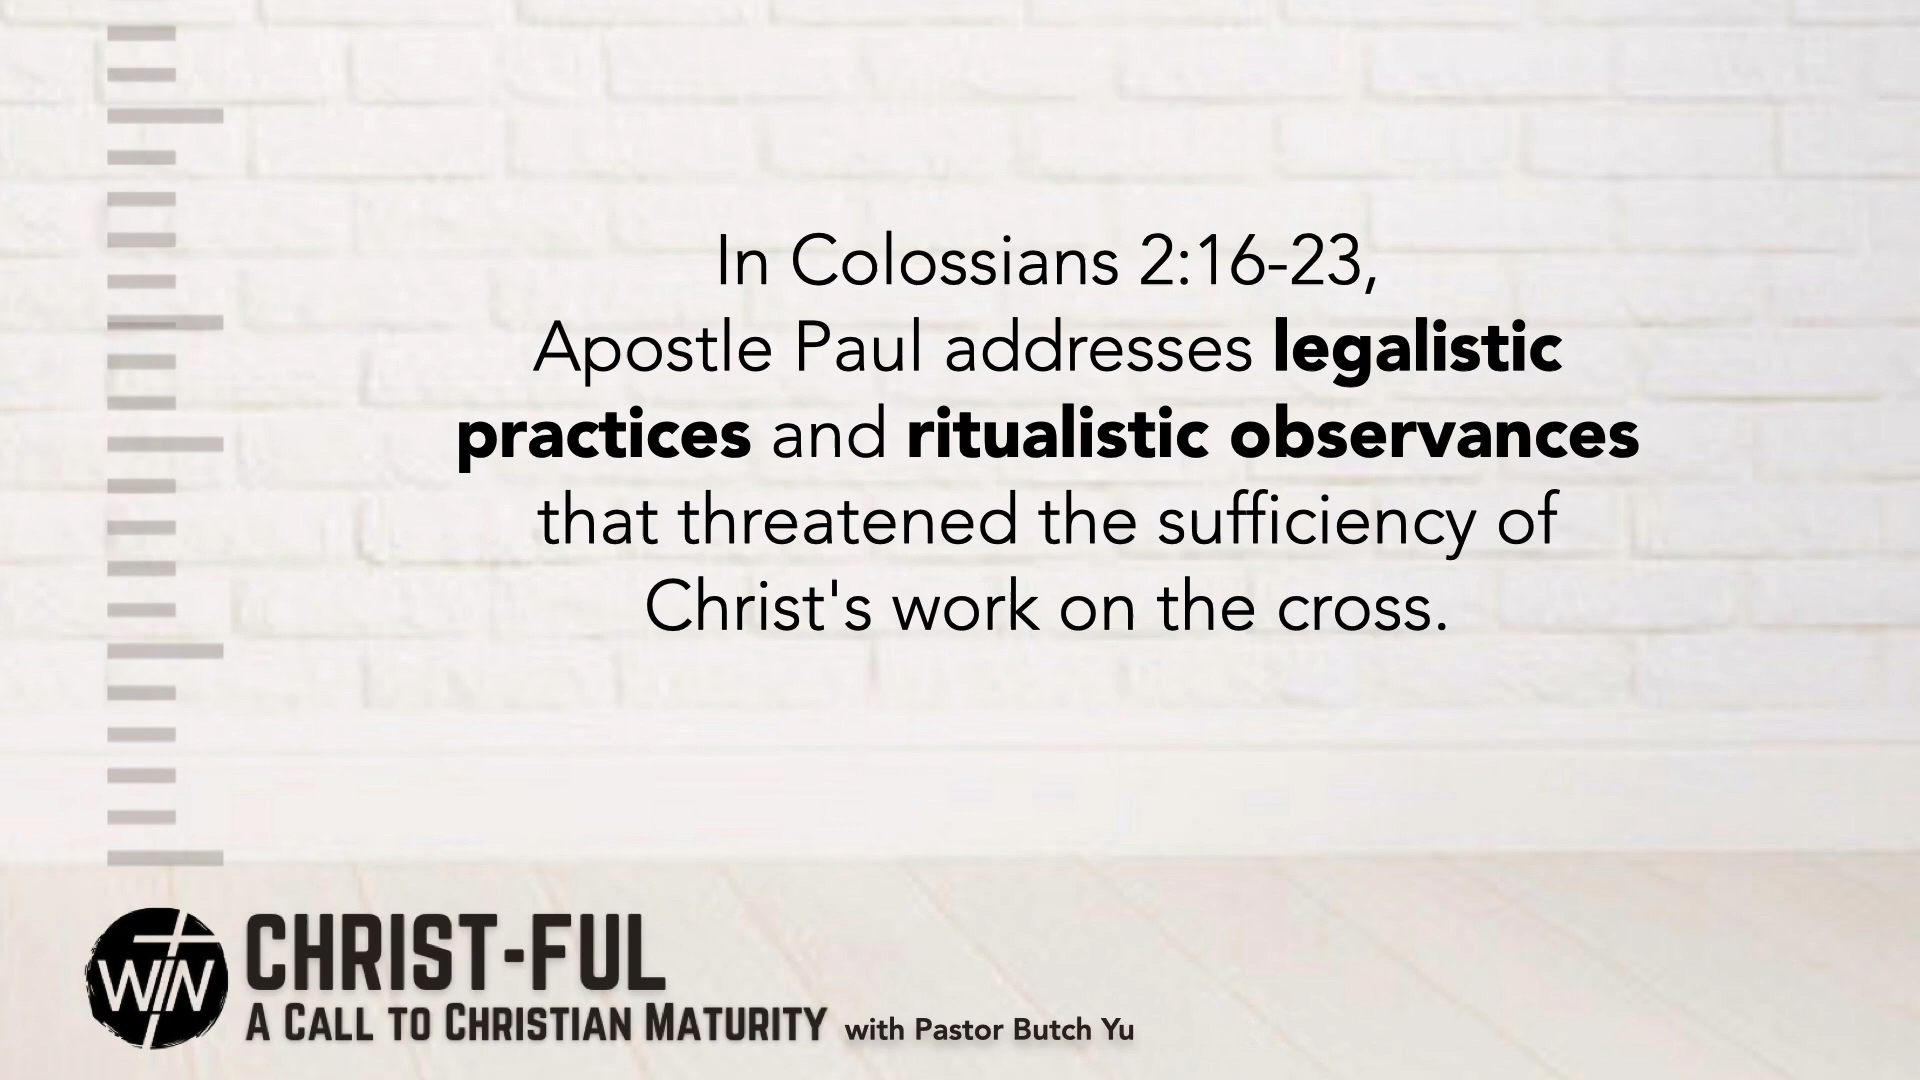 In Colossians 2:16-23,
Apostle Paul addresses legalistic
practices and ritualistic observances
that threatened the sufficiency of
Christ's work on the cross.
WIN
CHRIST-FUL
A CALL TO CHRISTIAN MATURITY with Pastor Butch Yu